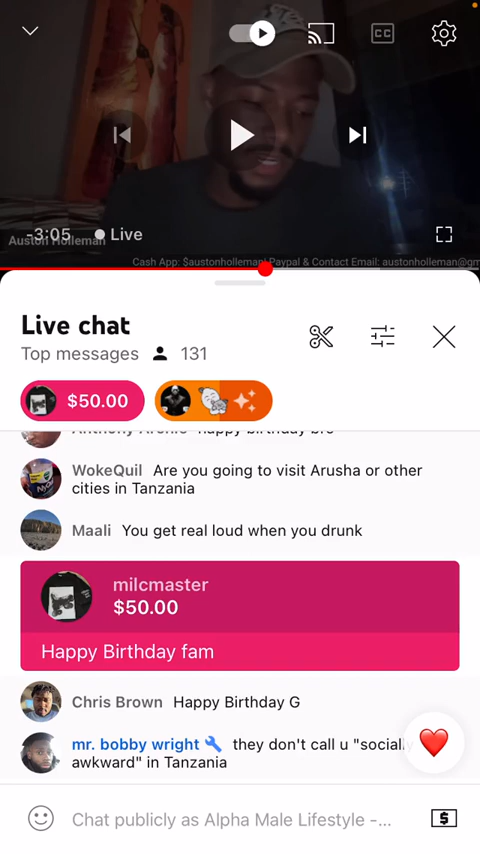 CC
-3:05 Live
Auston Holleman
Cash App: $austonholleman| Paypal & Contact Email: austonholleman@gm
Live chat
Top messages 131
$50.00
happy birthday bro
WokeQuil Are you going to visit Arusha or other
cities in Tanzania
Maali You get real loud when you drunk
milcmaster
$50.00
Happy Birthday fam
Chris Brown Happy Birthday G
mr. bobby wright they don't call u "socially
awkward" in Tanzania
Chat publicly as Alpha Male Lifestyle -...
$